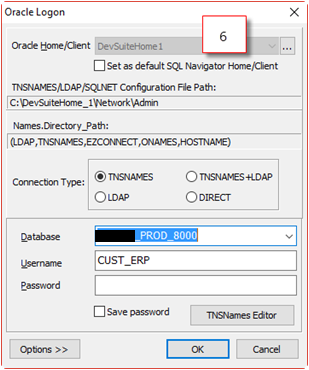 Oracle Logon
6
Oracle Home/Client DevSuiteHome1 ...
Set as default SQL Navigator Home/Client
TNSNAMES/LDAP/SQLNET Configuration File Path:
C:\DevSuiteHome_1\Network\Admin
Names.Directory_Path:
(LDAP,TNSNAMES,EZCONNECT,ONAMES,HOSTNAME)
Connection Type: TNSNAMES TNSNAMES+LDAP
LDAP DIRECT
Database _PROD_8000
Username CUST_ERP
Password
Save password TNSNames Editor
Options >> OK Cancel